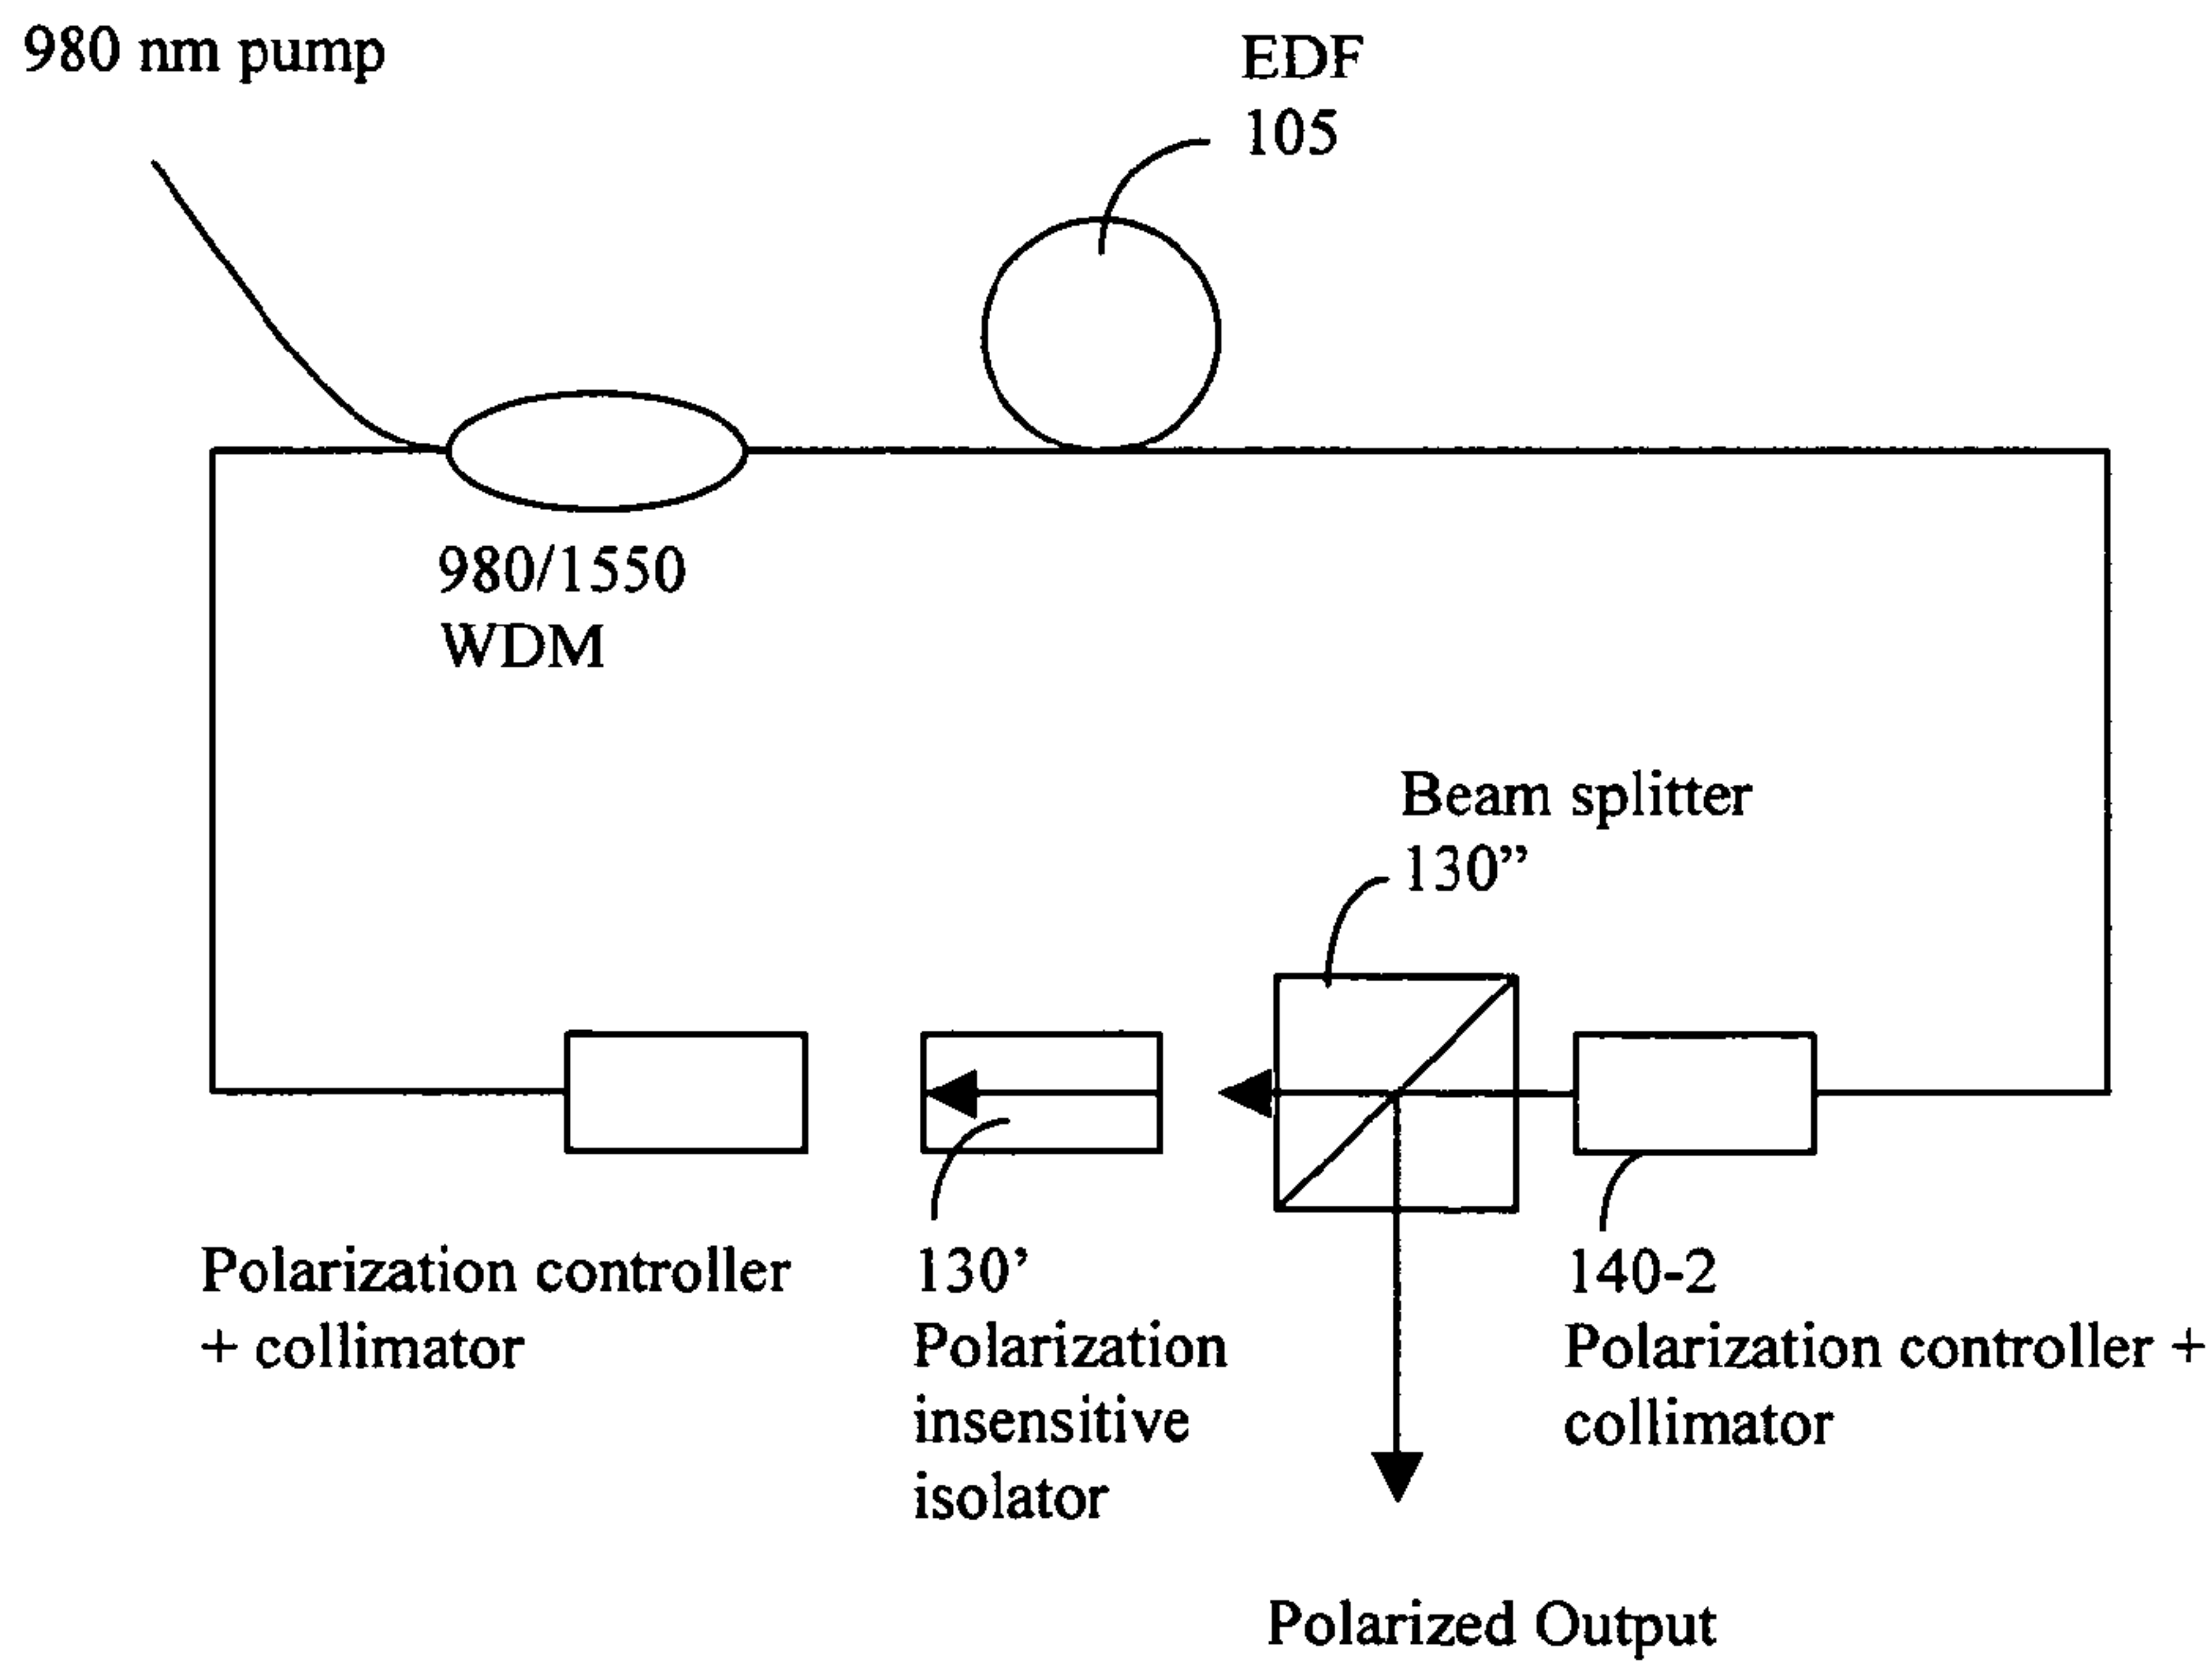 980 nm pump
EDF
105
980/1550
WDM
Beam splitter
130”
Polarization controller
+ collimator
130’
Polarization
insensitive
isolator
140-2
Polarization controller +
collimator
Polarized Output